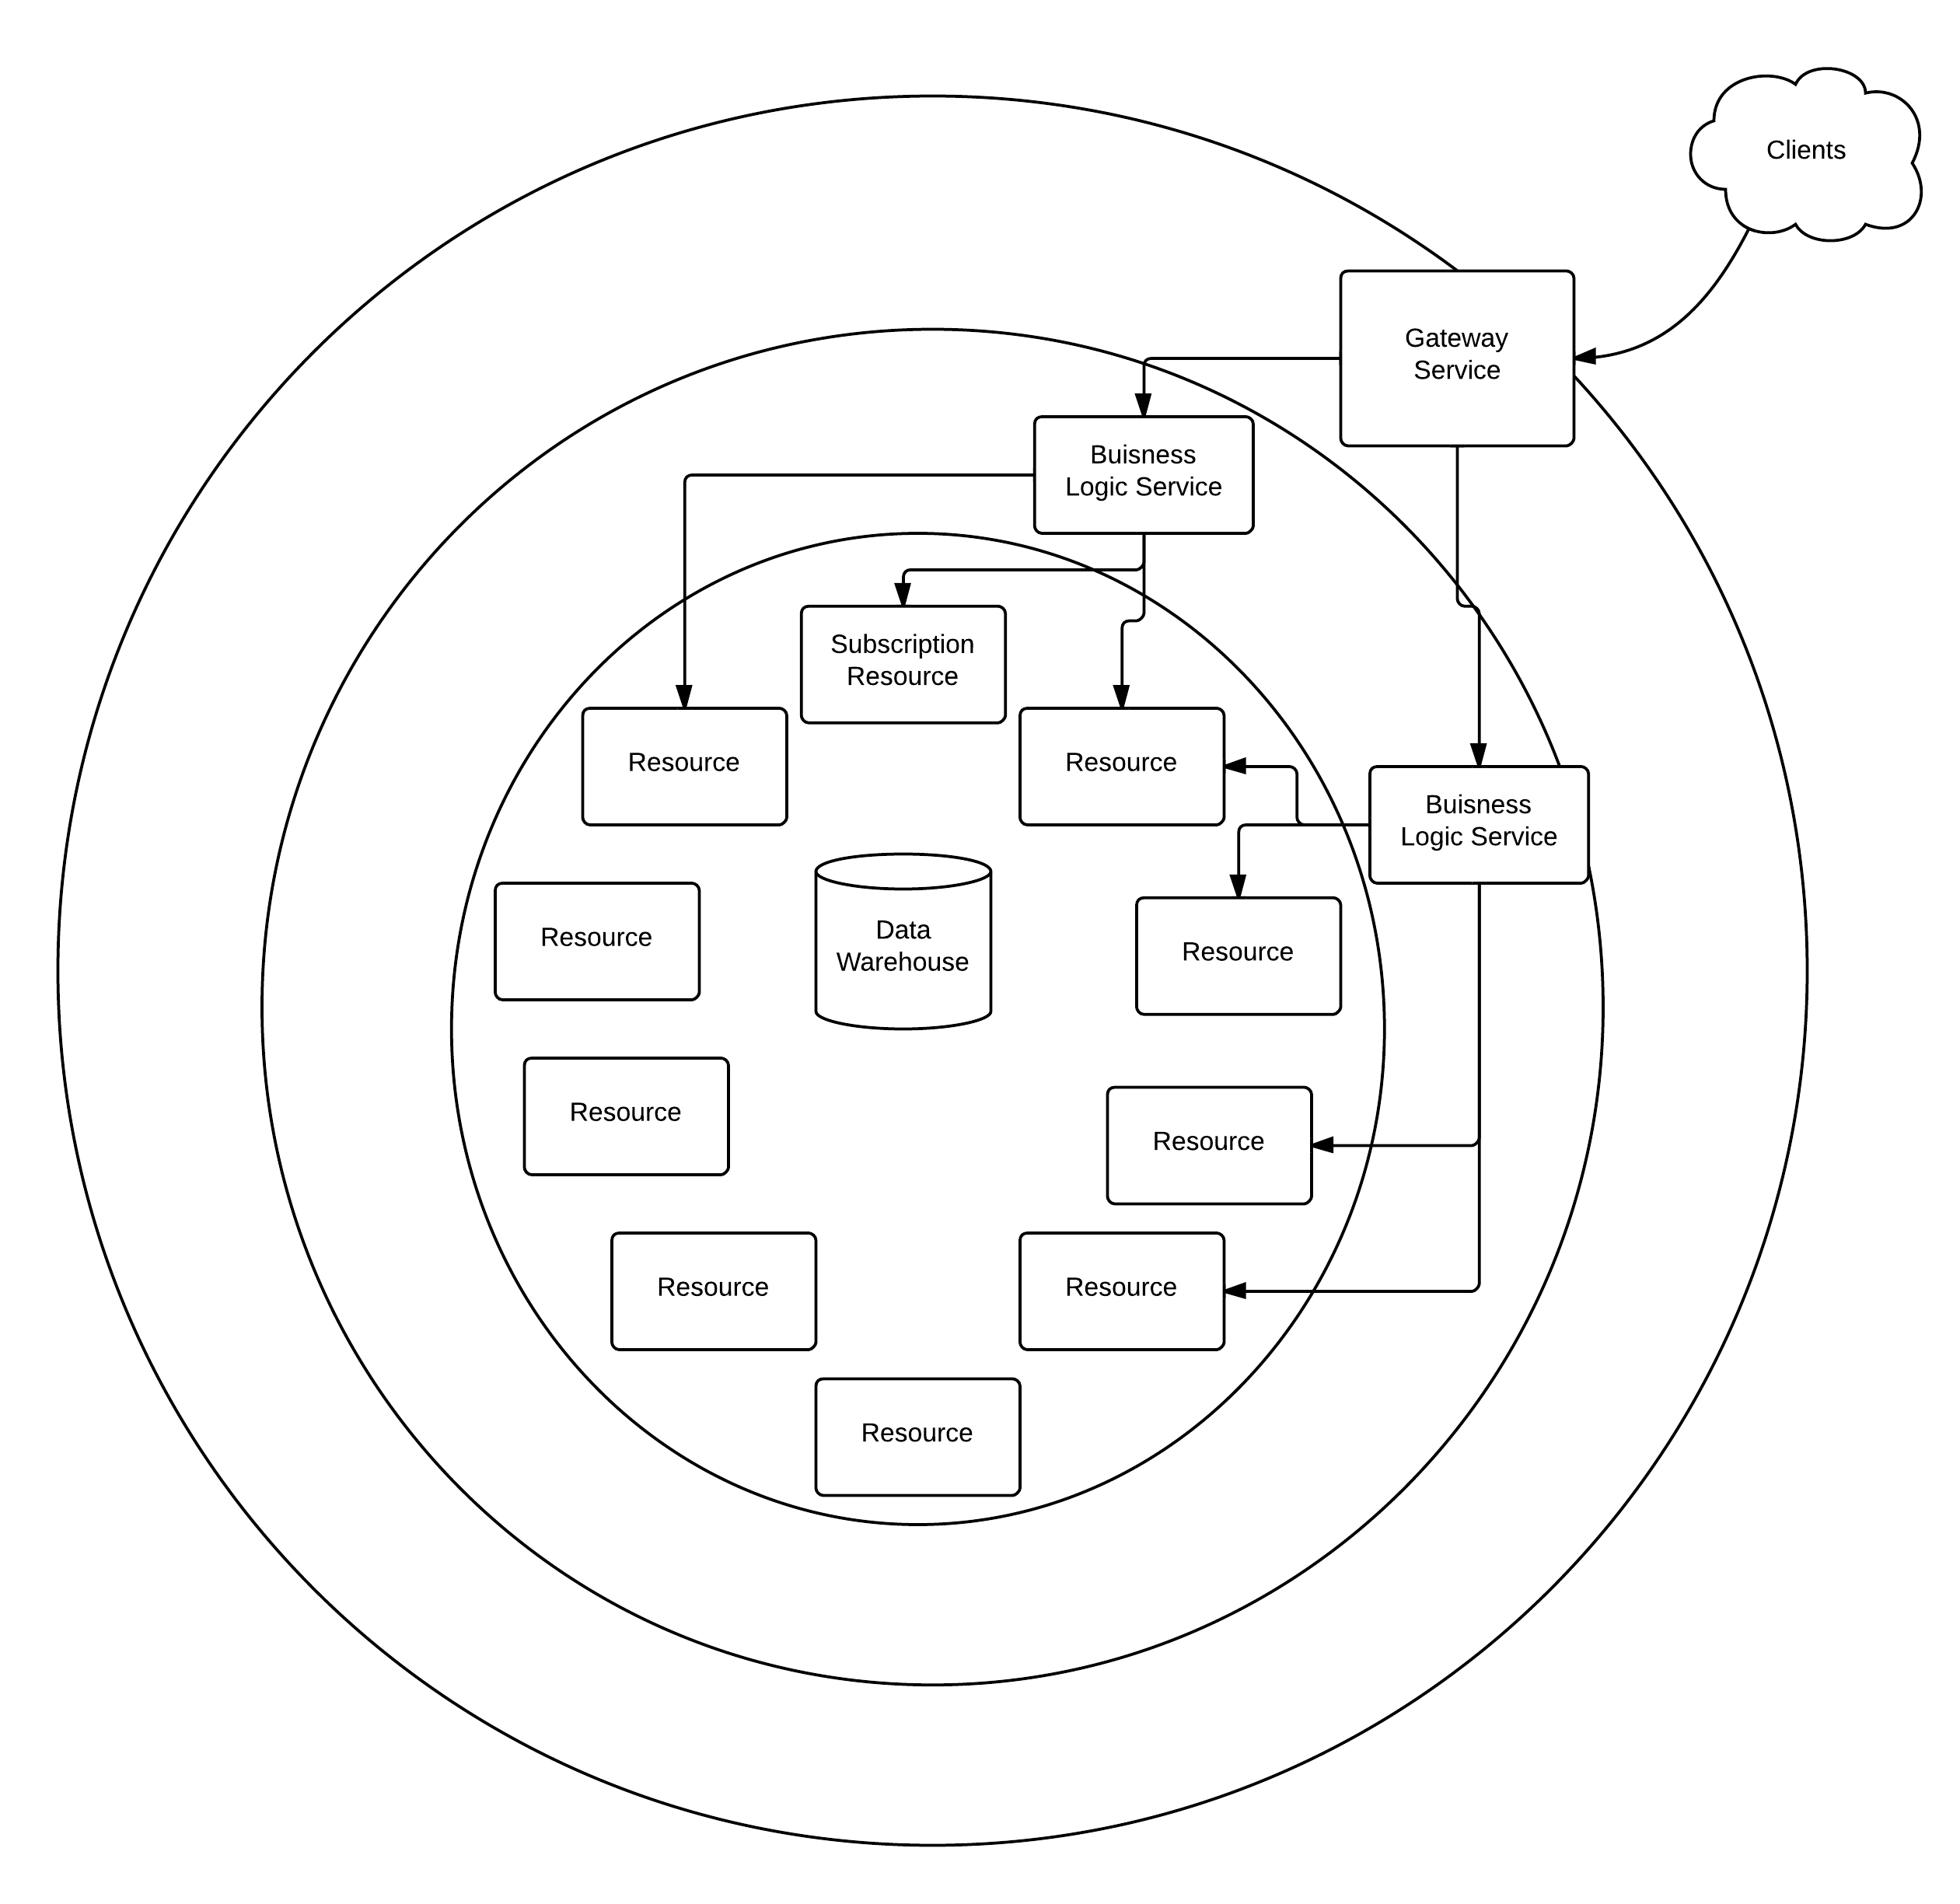 Clients
Gateway
Service
Buisness
Logic Service
Subscription
Resource
Resource
Resource
Buisness
Logic Service
Data
Warehouse
Resource
Resource
Resource
Resource
Resource
Resource
Resource